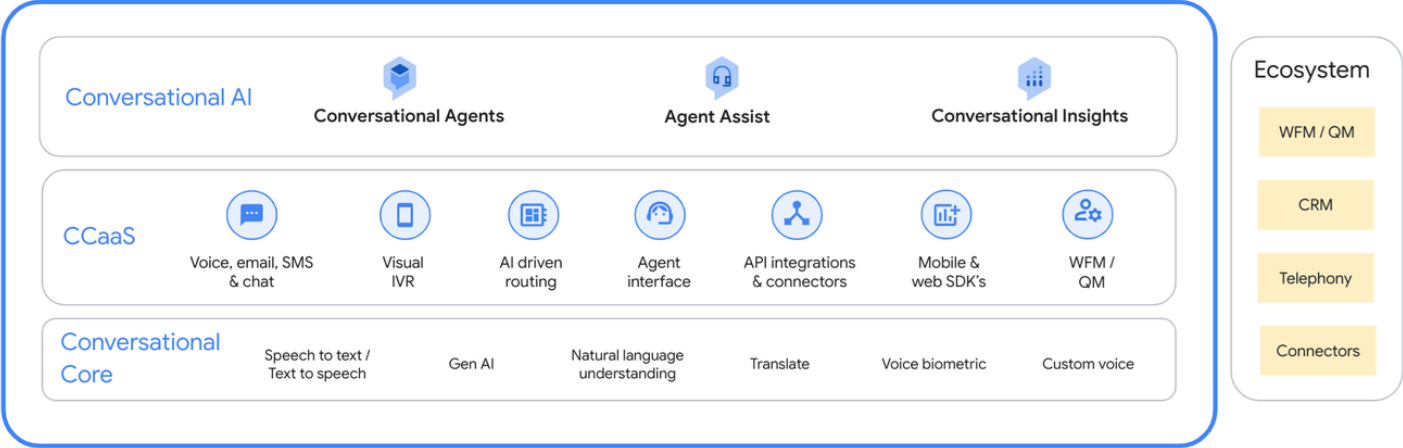 Conversational AI
Conversational Agents
Agent Assist
Conversational Insights
CCaaS
Voice, email, SMS
& chat
Visual
IVR
AI driven
routing
Agent
interface
API integrations
& connectors
Mobile &
web SDK's
WFM /
QM
Conversational
Core
Speech to text /
Text to speech
Gen AI
Natural language
understanding
Translate
Voice biometric
Custom voice
Ecosystem
WFM / QM
CRM
Telephony
Connectors